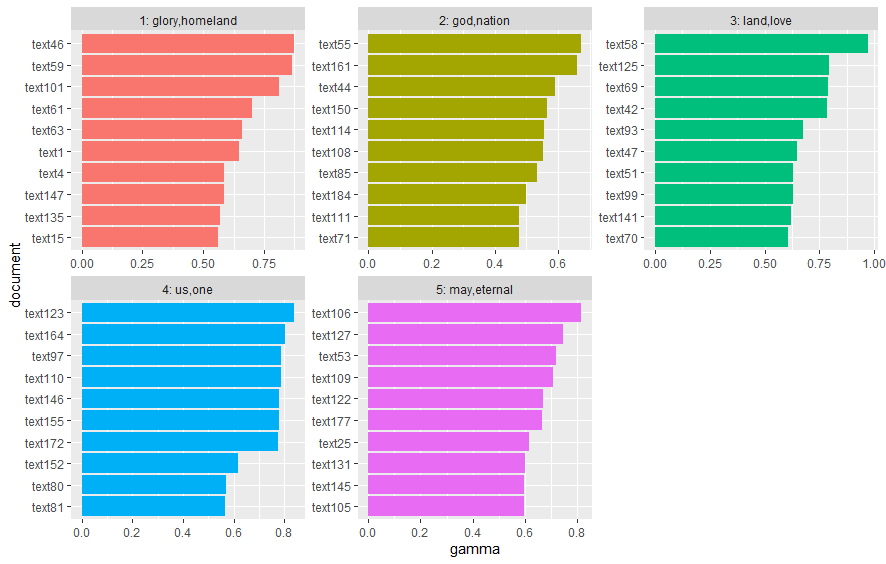 1: glory,homeland
text46
text59
text101
text61
text63
text1
text4
text147
text135
text15
0.00 0.25 0.50 0.75
2: god,nation
text55
text161
text44
text150
text114
text108
text85
text184
text111
text71
0.0 0.2 0.4 0.6
3: land,love
text58
text125
text69
text42
text93
text47
text51
text99
text141
text70
0.00 0.25 0.50 0.75 1.00
document
4: us,one
text123
text164
text97
text110
text146
text155
text172
text152
text80
text81
0.0 0.2 0.4 0.6 0.8
5: may,eternal
text106
text127
text53
text109
text122
text177
text25
text131
text145
text105
0.0 0.2 0.4 0.6 0.8
gamma